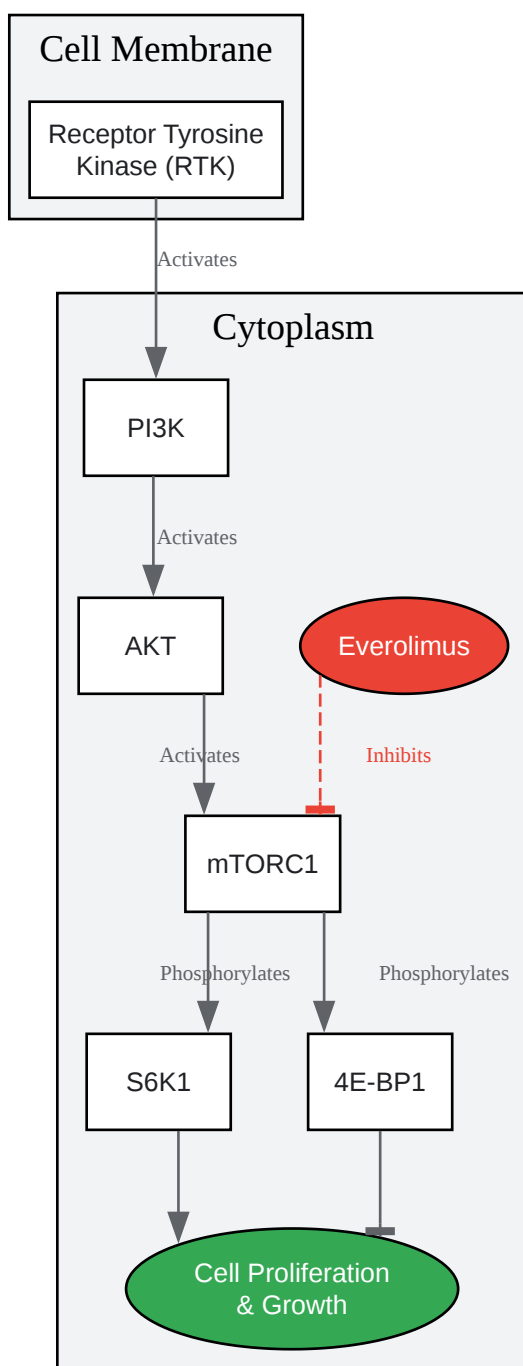 Cell Membrane
Receptor Tyrosine
Kinase (RTK)
Activates
Cytoplasm
PI3K
Activates
AKT
Everolimus
Activates
Inhibits
mTORC1
Phosphorylates
Phosphorylates
S6K1
4E-BP1
Cell Proliferation
& Growth